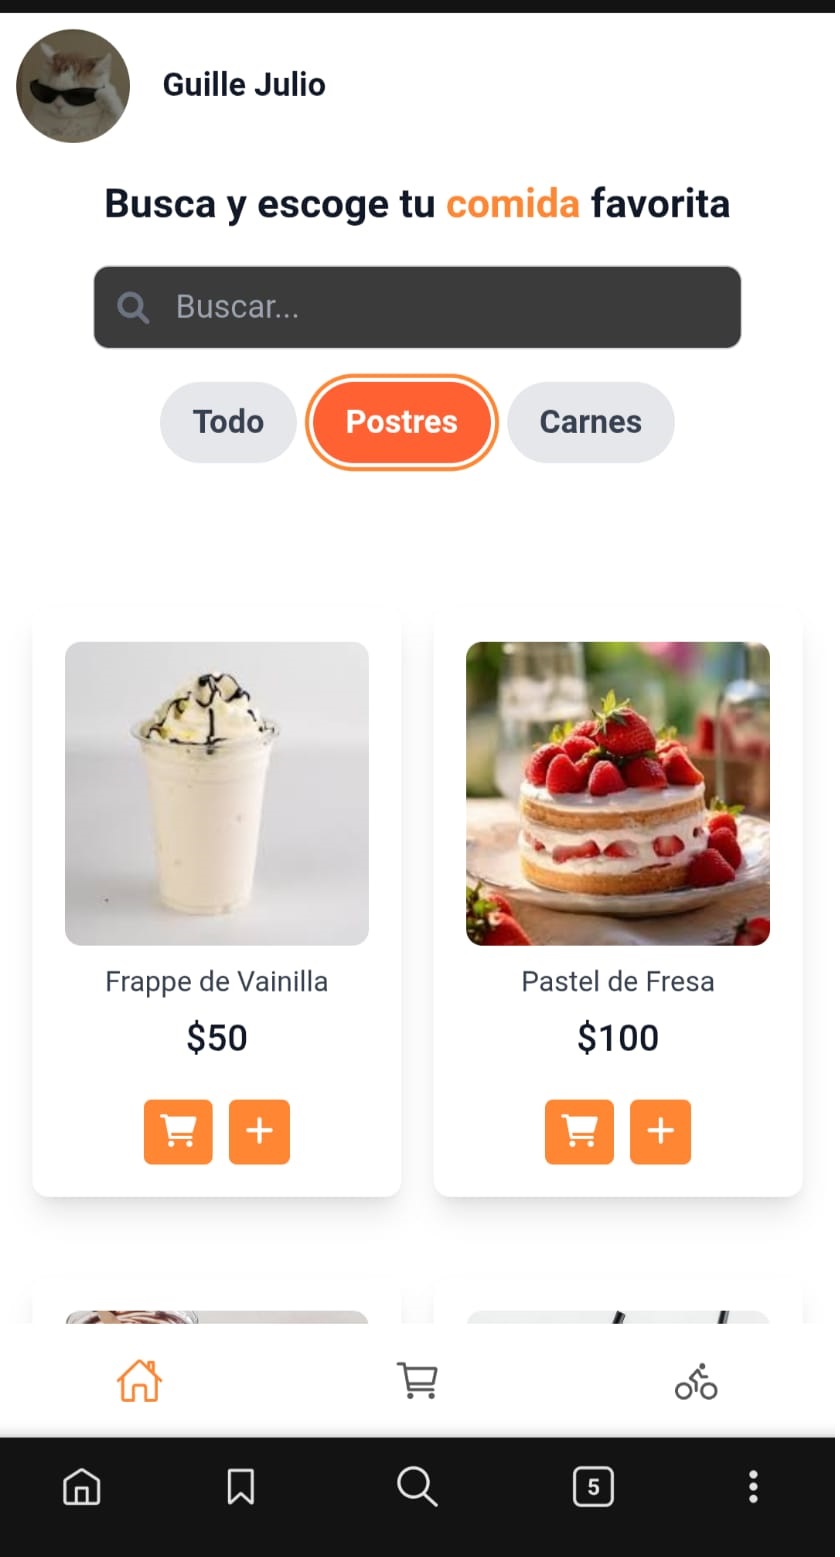 Guille Julio
Busca y escoge tu comida favorita
Buscar...
Todo Postres Carnes
Frappe de Vainilla
$50
Pastel de Fresa
$100
5